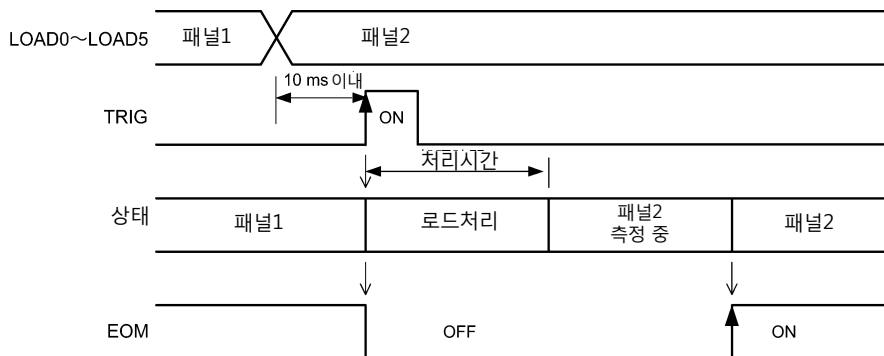 LOAD0~LOAD5
패널1
패널2
10 ms 이내
TRIG
ON
처리시간
상태
패널1
로드처리
패널2
측정 중
패널2
EOM
OFF
ON